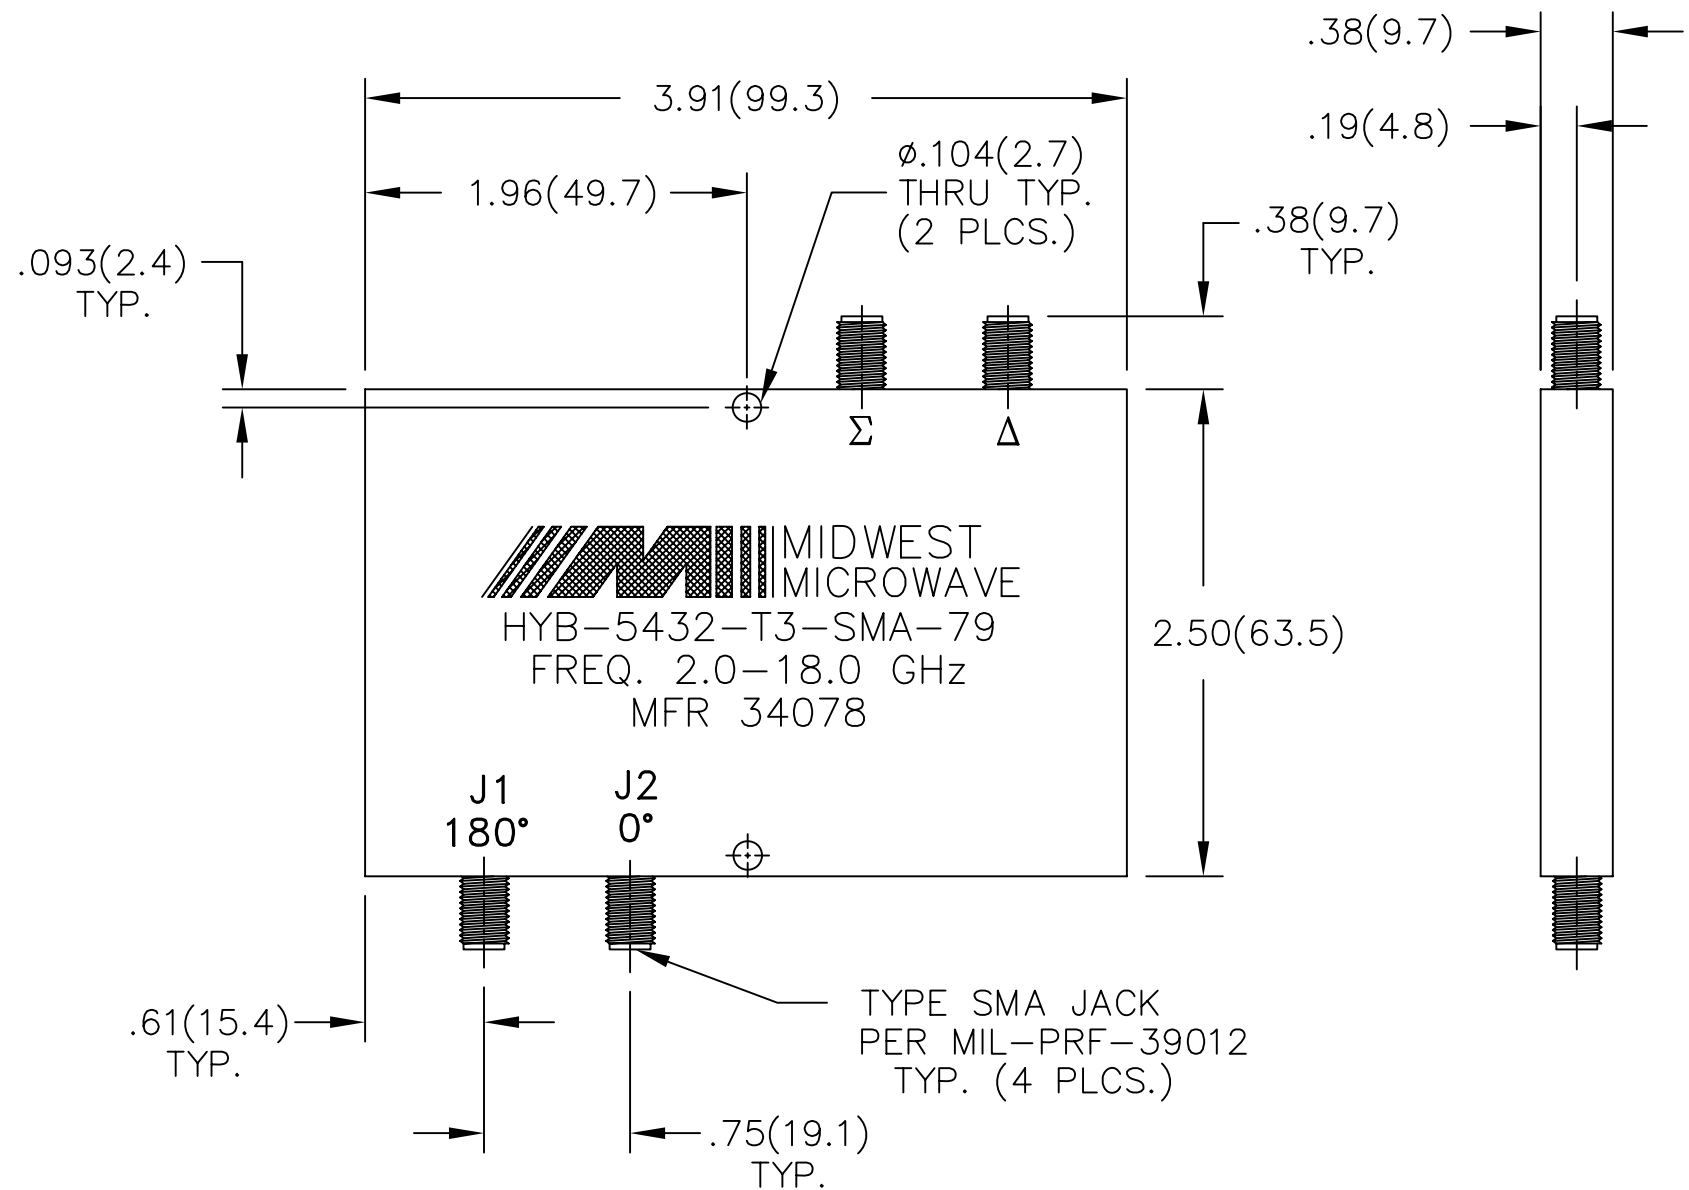 .38(9.7)
3.91(99.3)
.19(4.8)
ø.104(2.7)
THRU TYP.
(2 PLCS.)
1.96(49.7)
.38(9.7)
TYP.
.093(2.4)
TYP.
Σ
Δ
MIDWEST
MICROWAVE
HYB-5432-T3-SMA-79
FREQ. 2.0-18.0 GHz
MFR 34078
2.50(63.5)
J1
180°
J2
0°
TYPE SMA JACK
PER MIL-PRF-39012
TYP. (4 PLCS.)
.61(15.4)
TYP.
.75(19.1)
TYP.